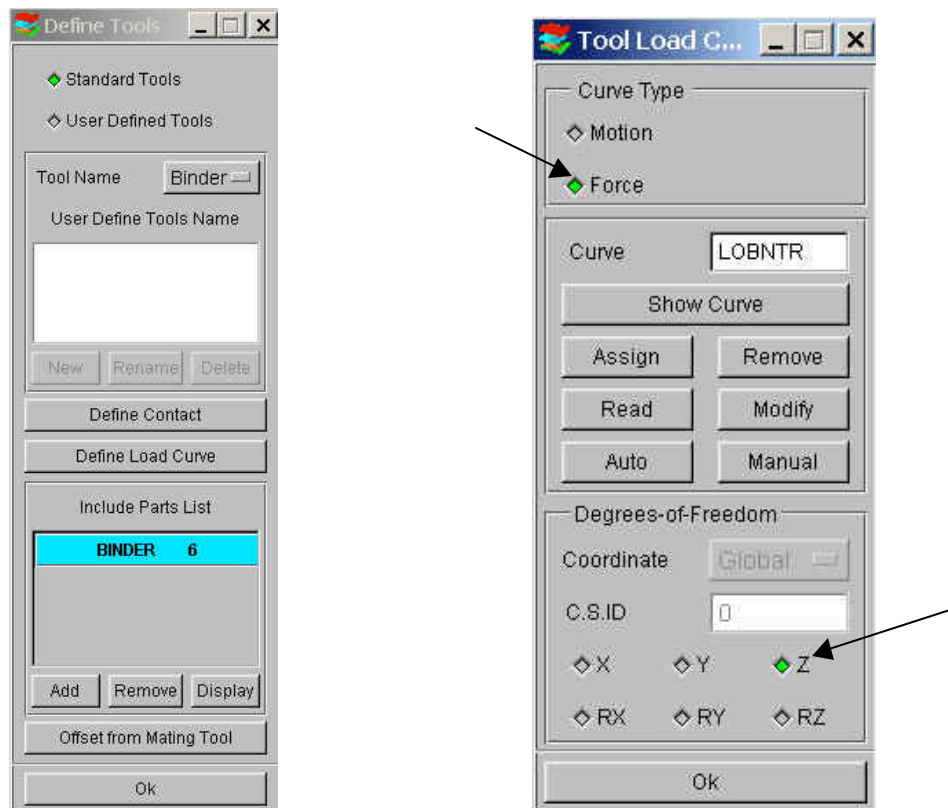 Define Tools
Standard Tools
User Defined Tools
Tool Name Binder
User Define Tools Name
New Rename Delete
Define Contact
Define Load Curve
Include Parts List
BINDER 6
Add Remove Display
Offset from Mating Tool
Ok
Tool Load C...
Curve Type
Motion
Force
Curve LOBNTR
Show Curve
Assign Remove
Read Modify
Auto Manual
Degrees-of-Freedom
Coordinate Global
C.S.ID 0
X Y Z
RX RY RZ
Ok